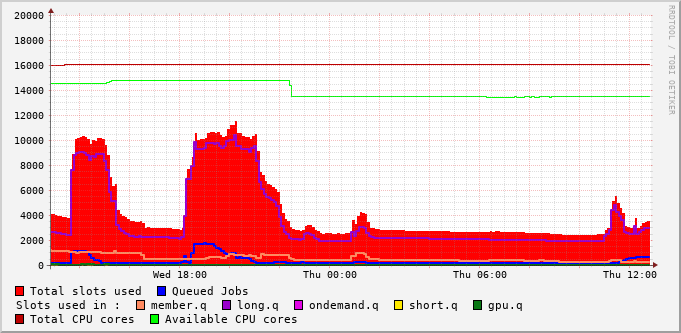 20000
18000
16000
14000
12000
10000
8000
6000
4000
2000
0
Wed 18:00 Thu 00:00 Thu 06:00 Thu 12:00
RRDTOOL / TOBI OETIKER
Total slots used Queued Jobs
Slots used in : member.q long.q ondemand.q short.q gpu.q
Total CPU cores Available CPU cores